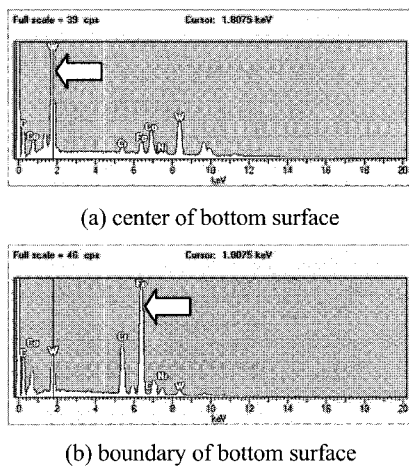 Full scale = 39 cps Cursor: 1.8075 keV
W
Co
Cr
Fe
Co
Ni
W
0 2 4 6 8 10 12 14 16 18 20
keV
(a) center of bottom surface
Full scale = 46 cps Cursor: 1.8075 keV
Fe
Cr
W
Ni
W
0 2 4 6 8 10 12 14 16 18 20
keV
(b) boundary of bottom surface